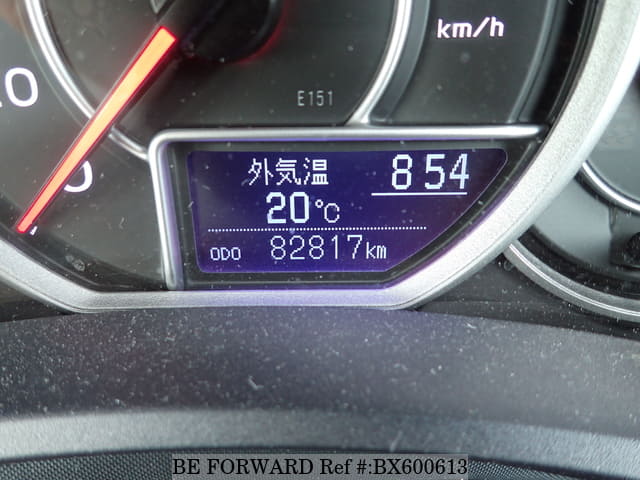 km/h
E151
外気温 8 54
20°C
ODO 82817km
BE FORWARD Ref #:BX600613